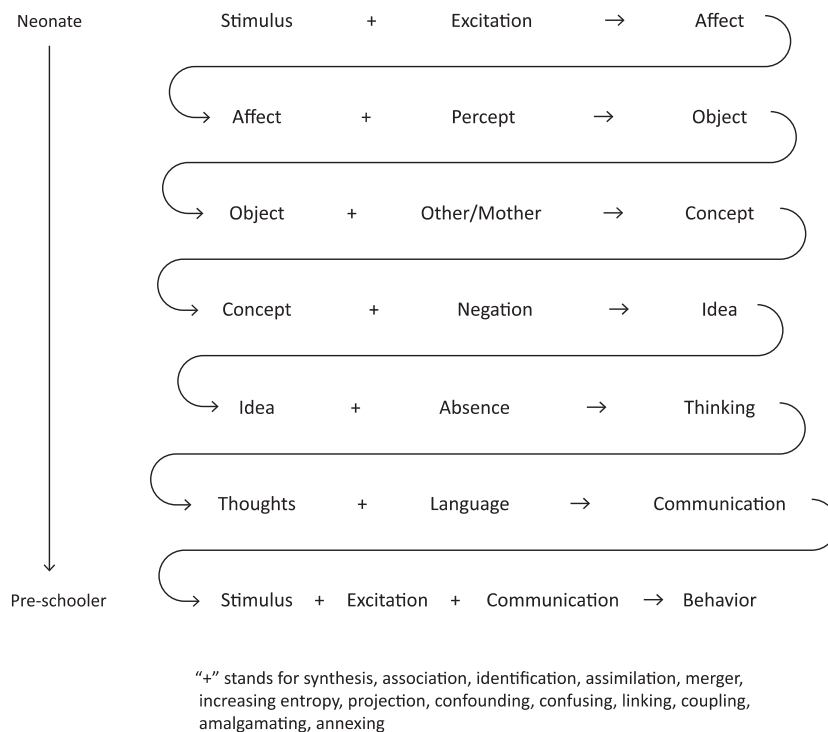 Neonate Stimulus + Excitation → Affect
Affect + Percept → Object
Object + Other/Mother → Concept
Concept + Negation → Idea
Idea + Absence → Thinking
Thoughts + Language → Communication
Pre-schooler Stimulus + Excitation + Communication → Behavior
“+” stands for synthesis, association, identification, assimilation, merger,
increasing entropy, projection, confounding, confusing, linking, coupling,
amalgamating, annexing